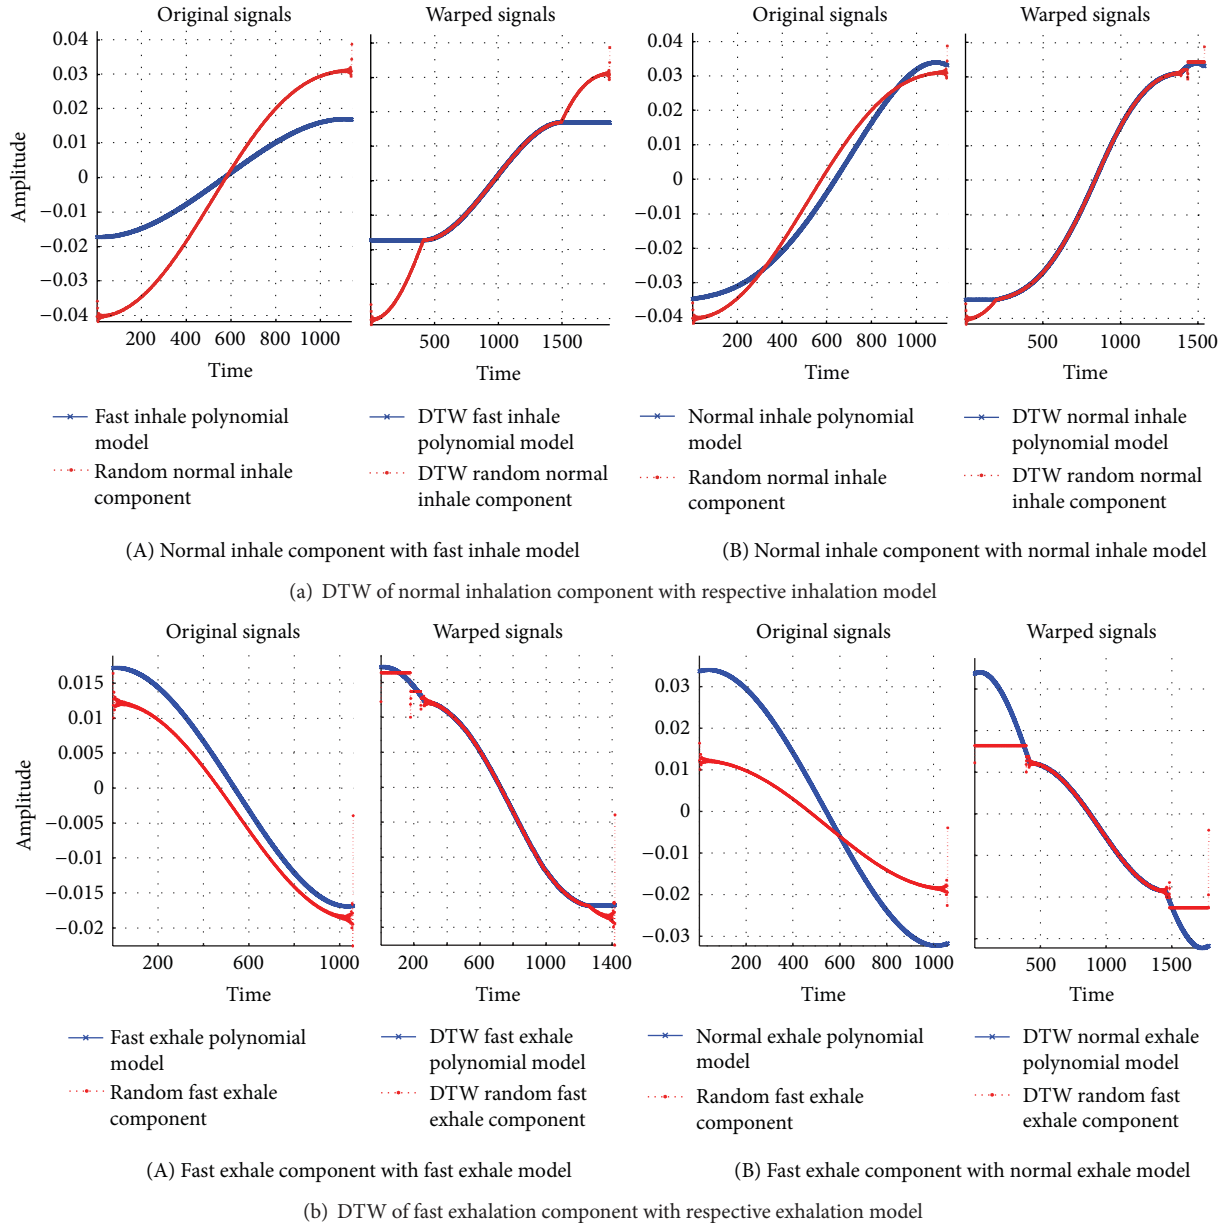 Original signals
Warped signals
Original signals
Warped signals
Amplitude
0.04
0.03
0.02
0.01
0
−0.01
−0.02
−0.03
−0.04
200 600 1000
Time
500 1000 1500
Time
Amplitude
0.04
0.03
0.02
0.01
0
−0.01
−0.02
−0.03
−0.04
200 600 1000
Time
500 1000 1500
Time
Fast inhale polynomial
model
Random normal inhale
component
DTW fast inhale
polynomial model
DTW random normal
inhale component
Normal inhale polynomial
model
Random normal inhale
component
DTW normal inhale
polynomial model
DTW random normal
inhale component
(A) Normal inhale component with fast inhale model
(B) Normal inhale component with normal inhale model
(a) DTW of normal inhalation component with respective inhalation model
Original signals
Warped signals
Original signals
Warped signals
Amplitude
0.015
0.01
0.005
0
−0.005
−0.01
−0.015
−0.02
200 600 1000
Time
200 600 1000 1400
Time
Amplitude
0.03
0.02
0.01
0
−0.01
−0.02
−0.03
200 600 1000
Time
500 1000 1500
Time
Fast exhale polynomial
model
Random fast exhale
component
DTW fast exhale
polynomial model
DTW random fast
exhale component
Normal exhale polynomial
model
Random fast exhale
component
DTW normal exhale
polynomial model
DTW random fast
exhale component
(A) Fast exhale component with fast exhale model
(B) Fast exhale component with normal exhale model
(b) DTW of fast exhalation component with respective exhalation model